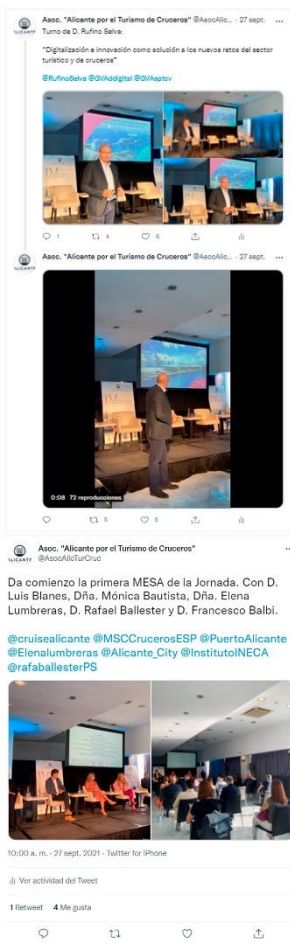 Asoc. "Alicante por el Turismo de Cruceros" @AsocAlic... · 27 sept. ...
Turno de D. Rufino Selva:
"Digitalización e innovación como solución a los nuevos retos del sector
turístico y de cruceros"
@RufinoSelva @GVAddigital @GVAsptcv
ALICANTE
1 4 6
Asoc. "Alicante por el Turismo de Cruceros" @AsocAlic... · 27 sept. ...
ALICANTE
0:08 72 reproducciones
5 5
Asoc. "Alicante por el Turismo de Cruceros"
@AsocAlicTurCruc
ALICANTE
Da comienzo la primera MESA de la Jornada. Con D.
Luis Blanes, Dña. Mónica Bautista, Dña. Elena
Lumbreras, D. Rafael Ballester y D. Francesco Balbi.
@cruisealicante @MSCCrucerosESP @PuertoAlicante
@Elenalumbreras @Alicante_City @InstitutoINECA
@rafaballesterPS
10:00 a. m. · 27 sept. 2021 · Twitter for iPhone
Ver actividad del Tweet
1 Retweet 4 Me gusta